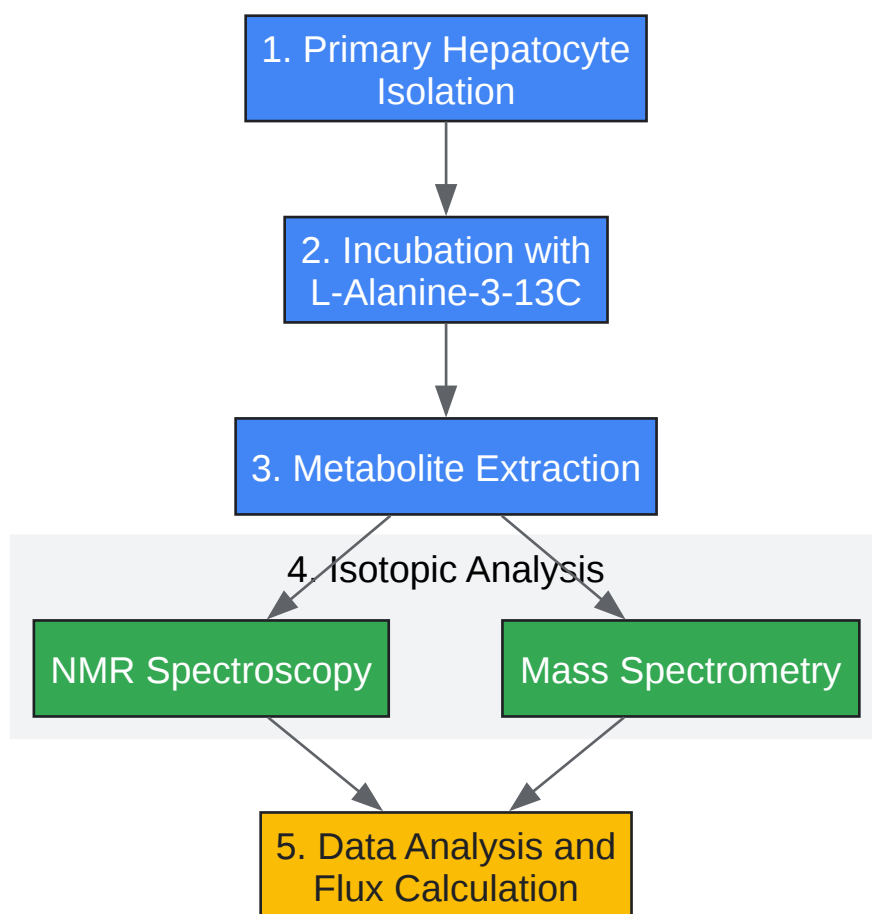 1. Primary Hepatocyte
Isolation
2. Incubation with
L-Alanine-3-13C
3. Metabolite Extraction
4. Isotopic Analysis
NMR Spectroscopy
Mass Spectrometry
5. Data Analysis and
Flux Calculation